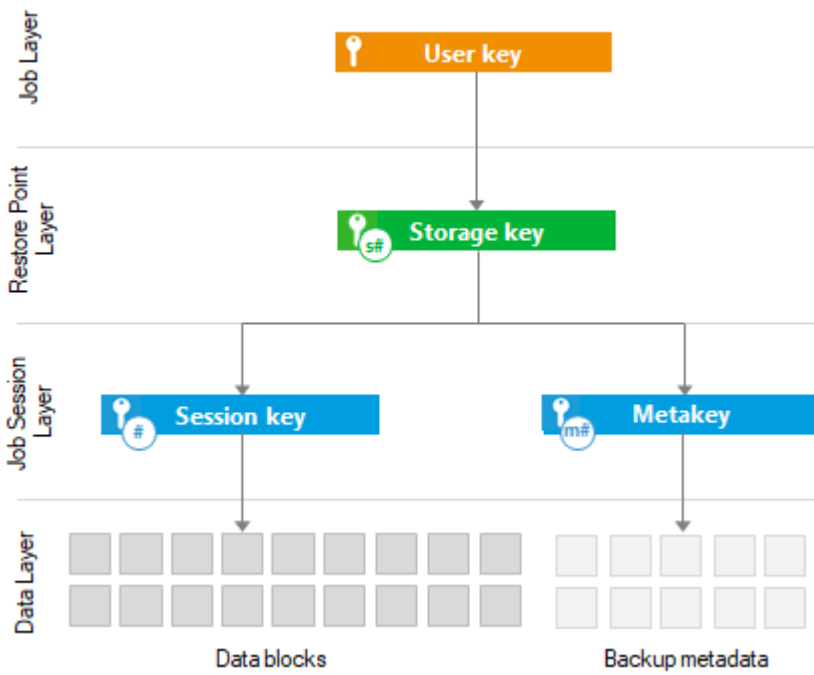 Job Layer
User key
Restore Point
Layer
s#
Storage key
Job Session
Layer
#
Session key
m#
Metakey
Data Layer
Data blocks
Backup metadata